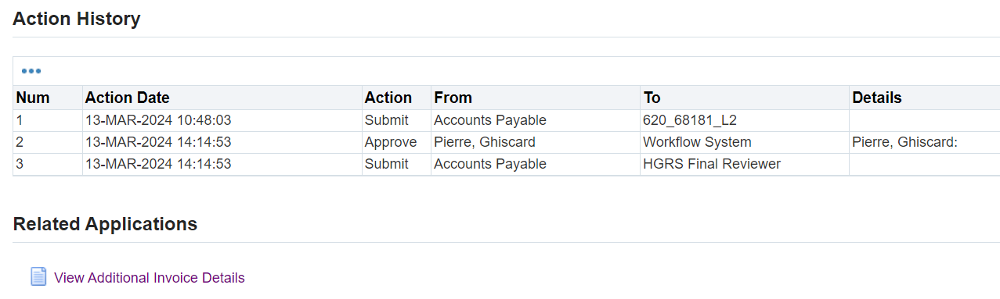 Action History
Num Action Date Action From To Details
1 13-MAR-2024 10:48:03 Submit Accounts Payable 620_68181_L2
2 13-MAR-2024 14:14:53 Approve Pierre, Ghiscard Workflow System Pierre, Ghiscard:
3 13-MAR-2024 14:14:53 Submit Accounts Payable HGRS Final Reviewer
Related Applications
View Additional Invoice Details